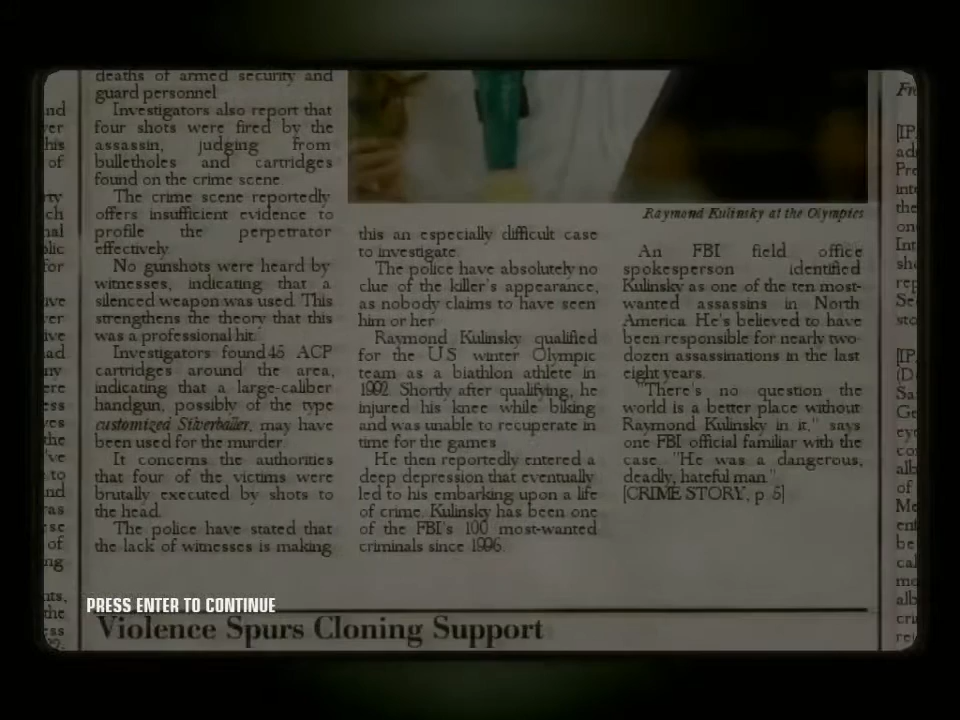 deaths of armed security and
guard personnel
Investigators also report that
four shots were fired by the
assassin, judging from
bulletholes and cartridges
found on the crime scene.
The crime scene reportedly
offers insufficient evidence to
profile the perpetrator
effectively.
No gunshots were heard by
witnesses, indicating that a
silenced weapon was used. This
strengthens the theory that this
was a professional hit.
Investigators found.45 ACP
cartridges around the area,
indicating that a large-caliber
handgun, possibly of the type
customized Silverballer, may have
been used for the murder.
It concerns the authorities
that four of the victims were
brutally executed by shots to
the head.
The police have stated that
the lack of witnesses is making
Raymond Kulinsky at the Olympics
this an especially difficult case
to investigate.
The police have absolutely no
clue of the killer's appearance,
as nobody claims to have seen
him or her.
Raymond Kulinsky qualified
for the U.S winter Olympic
team as a biathlon athlete in
1992. Shortly after qualifying, he
injured his knee while biking
and was unable to recuperate in
time for the games.
He then reportedly entered a
deep depression that eventually
led to his embarking upon a life
of crime. Kulinsky has been one
of the FBI's 100 most-wanted
criminals since 1996.
An FBI field office
spokesperson identified
Kulinsky as one of the ten most-
wanted assassins in North
America. He's believed to have
been responsible for nearly two-
dozen assassinations in the last
eight years.
"There's no question the
world is a better place without
Raymond Kulinsky in it," says
one FBI official familiar with the
case. "He was a dangerous,
deadly, hateful man."
[CRIME STORY, p. 5]
PRESS ENTER TO CONTINUE
Violence Spurs Cloning Support